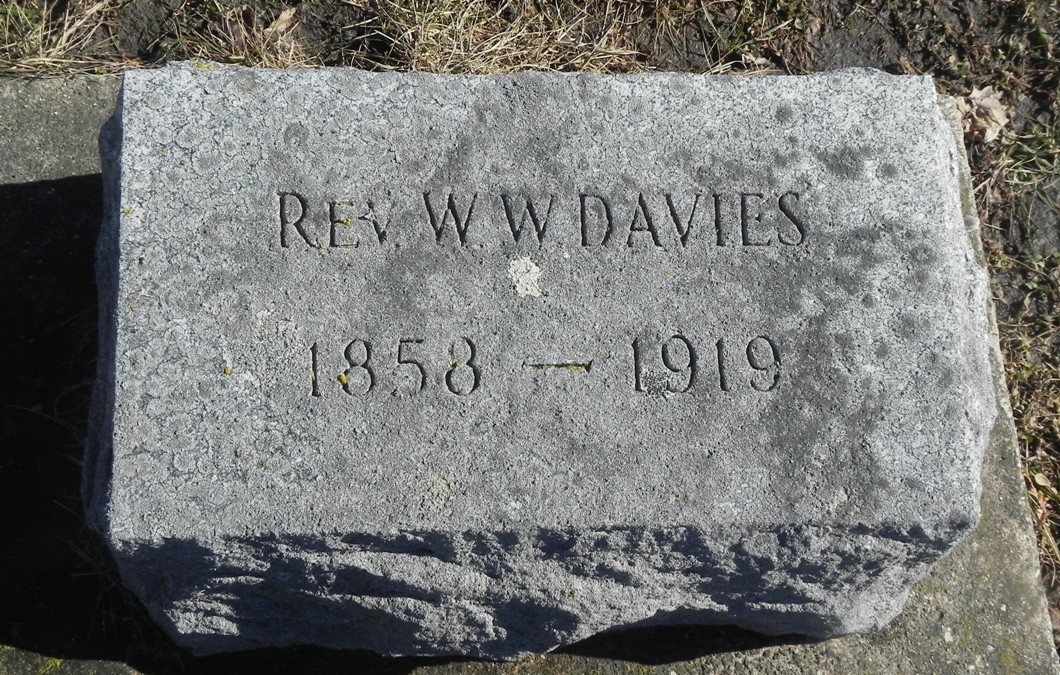 REV. W. W. DAVIES
1858 — 1919